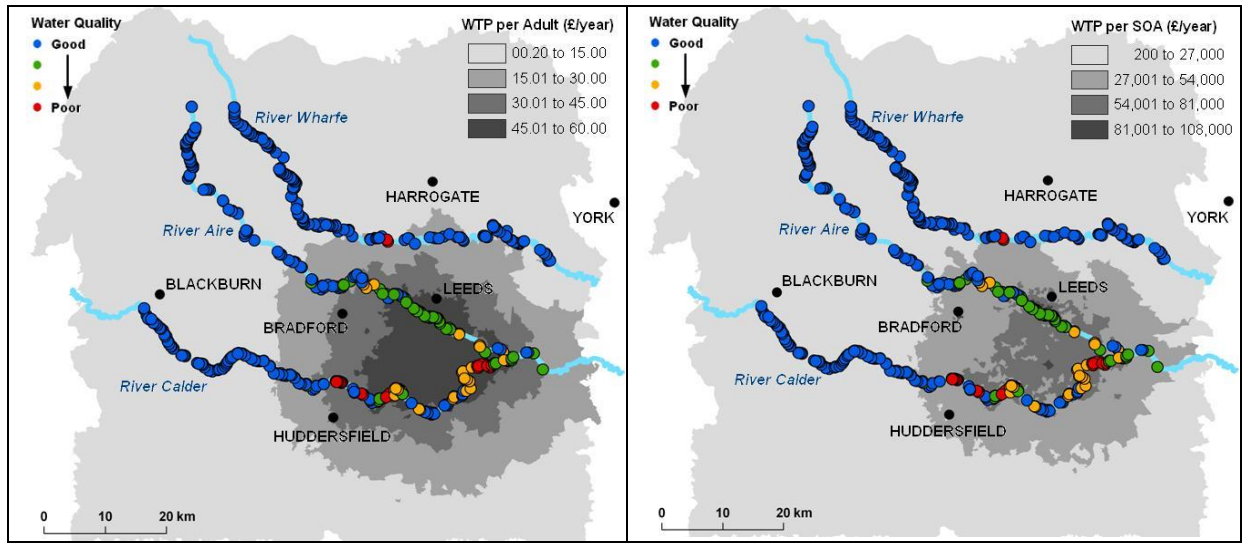 Water Quality
Good
Poor
WTP per Adult (£/year)
00.20 to 15.00
15.01 to 30.00
30.01 to 45.00
45.01 to 60.00
River Wharfe
HARROGATE
YORK
River Aire
BLACKBURN
LEEDS
BRADFORD
River Calder
HUDDERSFIELD
0 10 20 km
Water Quality
Good
Poor
WTP per SOA (£/year)
200 to 27,000
27,001 to 54,000
54,001 to 81,000
81,001 to 108,000
River Wharfe
HARROGATE
YORK
River Aire
BLACKBURN
LEEDS
BRADFORD
River Calder
HUDDERSFIELD
0 10 20 km